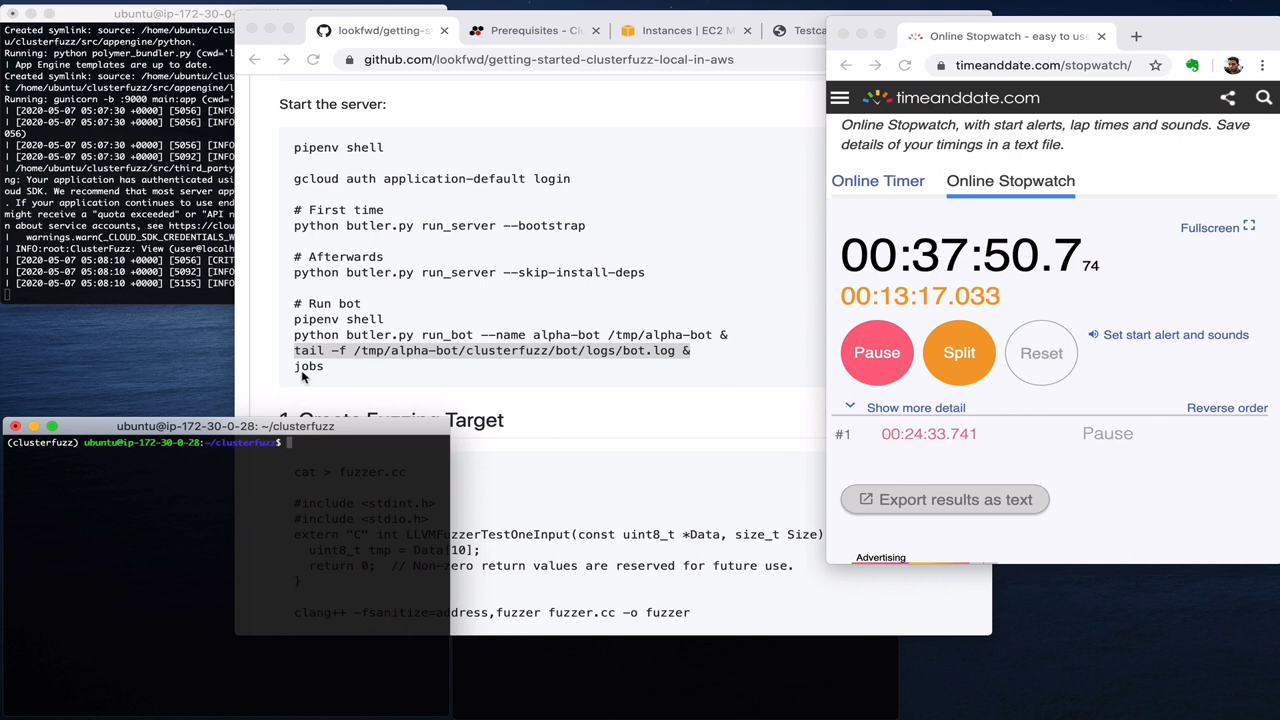 ubuntu@ip-172-30-0-28: ~/clus
Created symlink: source: /home/ubuntu/clus
u/clusterfuzz/src/appengine/python.
Running: python polymer_bundler.py (cwd='
| App Engine templates are up to date.
Created symlink: source: /home/ubuntu/clus
u/clusterfuzz/src/appengine/l
Running: gunicorn -b :9000 main:app (cwd=
| [2020-05-07 05:07:30 +0000] [5056] [INFO
| [2020-05-07 05:07:30 +0000] [5056] [INFO
056)
| [2020-05-07 05:07:30 +0000] [5056] [INFO
| [2020-05-07 05:07:30 +0000] [5092] [INFO
| /home/ubuntu/clusterfuzz/src/third_party
ng: Your application has authenticated usi
oud SDK. We recommend that most server app
. If your application continues to use end
might receive a "quota exceeded" or "API n
n about service accounts, see https://clou
| warnings.warn(_CLOUD_SDK_CREDENTIALS_W
| INFO:root:ClusterFuzz: View (user@localh
| [2020-05-07 05:08:10 +0000] [5056] [CRIT
| [2020-05-07 05:08:10 +0000] [5092] [INFO
| [2020-05-07 05:08:10 +0000] [5155] [INFO
lookfwd/getting-s
Prerequisites - Clu
Instances | EC2 M
Testca
github.com/lookfwd/getting-started-clusterfuzz-local-in-aws
Start the server:
pipenv shell
gcloud auth application-default login
# First time
python butler.py run_server --bootstrap
# Afterwards
python butler.py run_server --skip-install-deps
# Run bot
pipenv shell
python butler.py run_bot --name alpha-bot /tmp/alpha-bot &
tail -f /tmp/alpha-bot/clusterfuzz/bot/logs/bot.log &
jobs
1. Create Fuzzing Target
cat > fuzzer.cc
#include <stdint.h>
#include <stdio.h>
extern "C" int LLVMFuzzerTestOneInput(const uint8_t *Data, size_t Size)
uint8_t tmp = Data[10];
return 0; // Non-zero return values are reserved for future use.
}
clang++ -fsanitize=address,fuzzer fuzzer.cc -o fuzzer
ubuntu@ip-172-30-0-28: ~/clusterfuzz
(clusterfuzz) ubuntu@ip-172-30-0-28:~/clusterfuzz$
Online Stopwatch - easy to use
timeanddate.com/stopwatch/
timeanddate.com
Online Stopwatch, with start alerts, lap times and sounds. Save
details of your timings in a text file.
Online Timer Online Stopwatch
Fullscreen
00:37:50.774
00:13:17.033
Pause Split Reset
Set start alert and sounds
Show more detail Reverse order
#1 00:24:33.741 Pause
Export results as text
Advertising